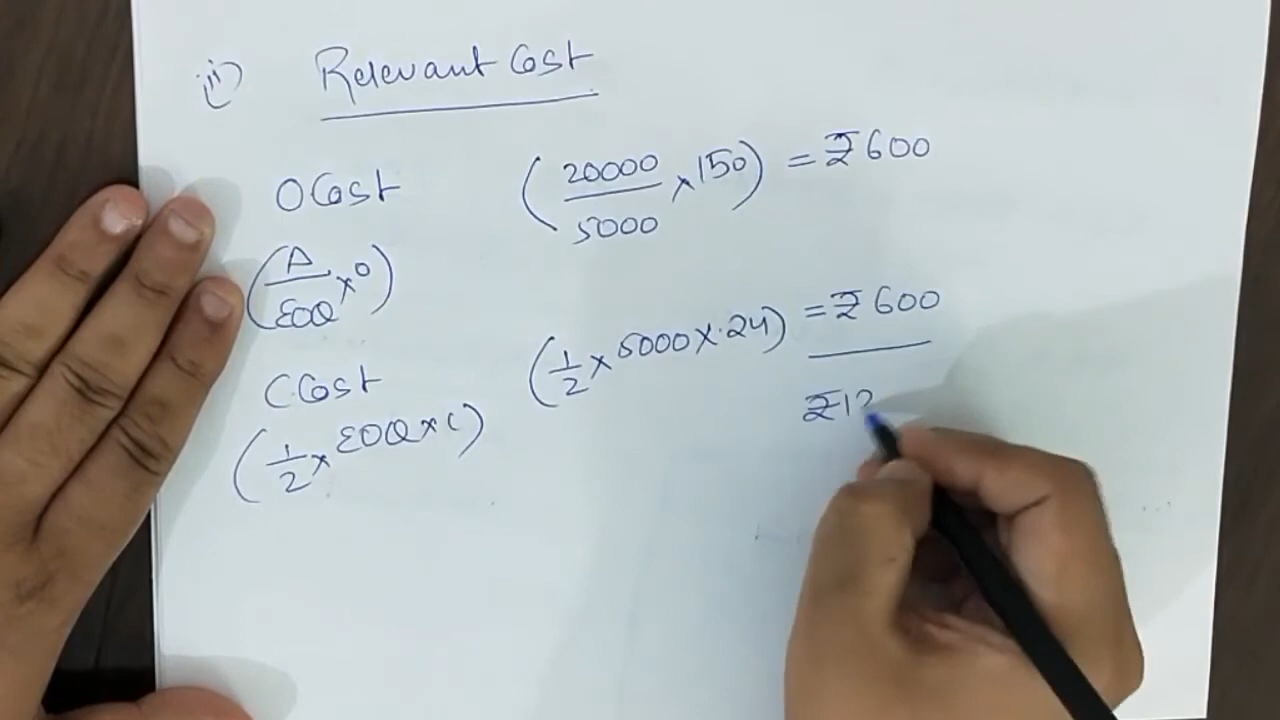 ii) Relevant Cost
O Cost (20000/5000 × 150) = ₹ 600
(A/EOQ × O)
C. Cost (1/2 × 5000 × .24) = ₹ 600
(1/2 × EOQ × C)
₹ 12